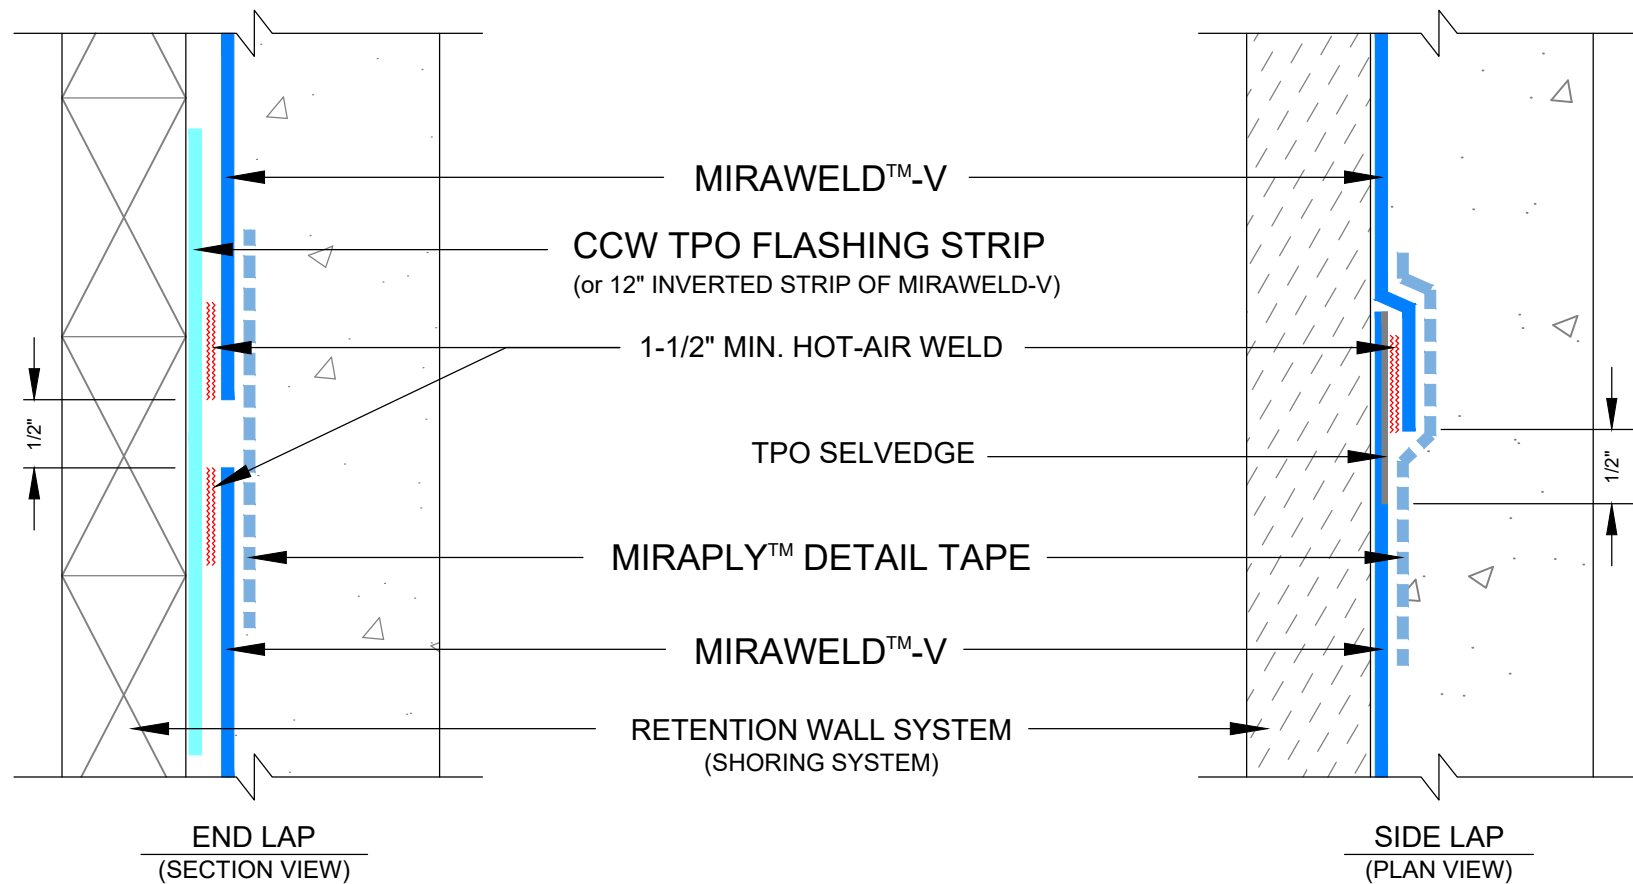 MIRAWELD™-V
CCW TPO FLASHING STRIP
(or 12" INVERTED STRIP OF MIRAWELD-V)
1-1/2" MIN. HOT-AIR WELD
1/2"
TPO SELVEDGE
1/2"
MIRAPLY™ DETAIL TAPE
MIRAWELD™-V
RETENTION WALL SYSTEM
(SHORING SYSTEM)
END LAP
(SECTION VIEW)
SIDE LAP
(PLAN VIEW)